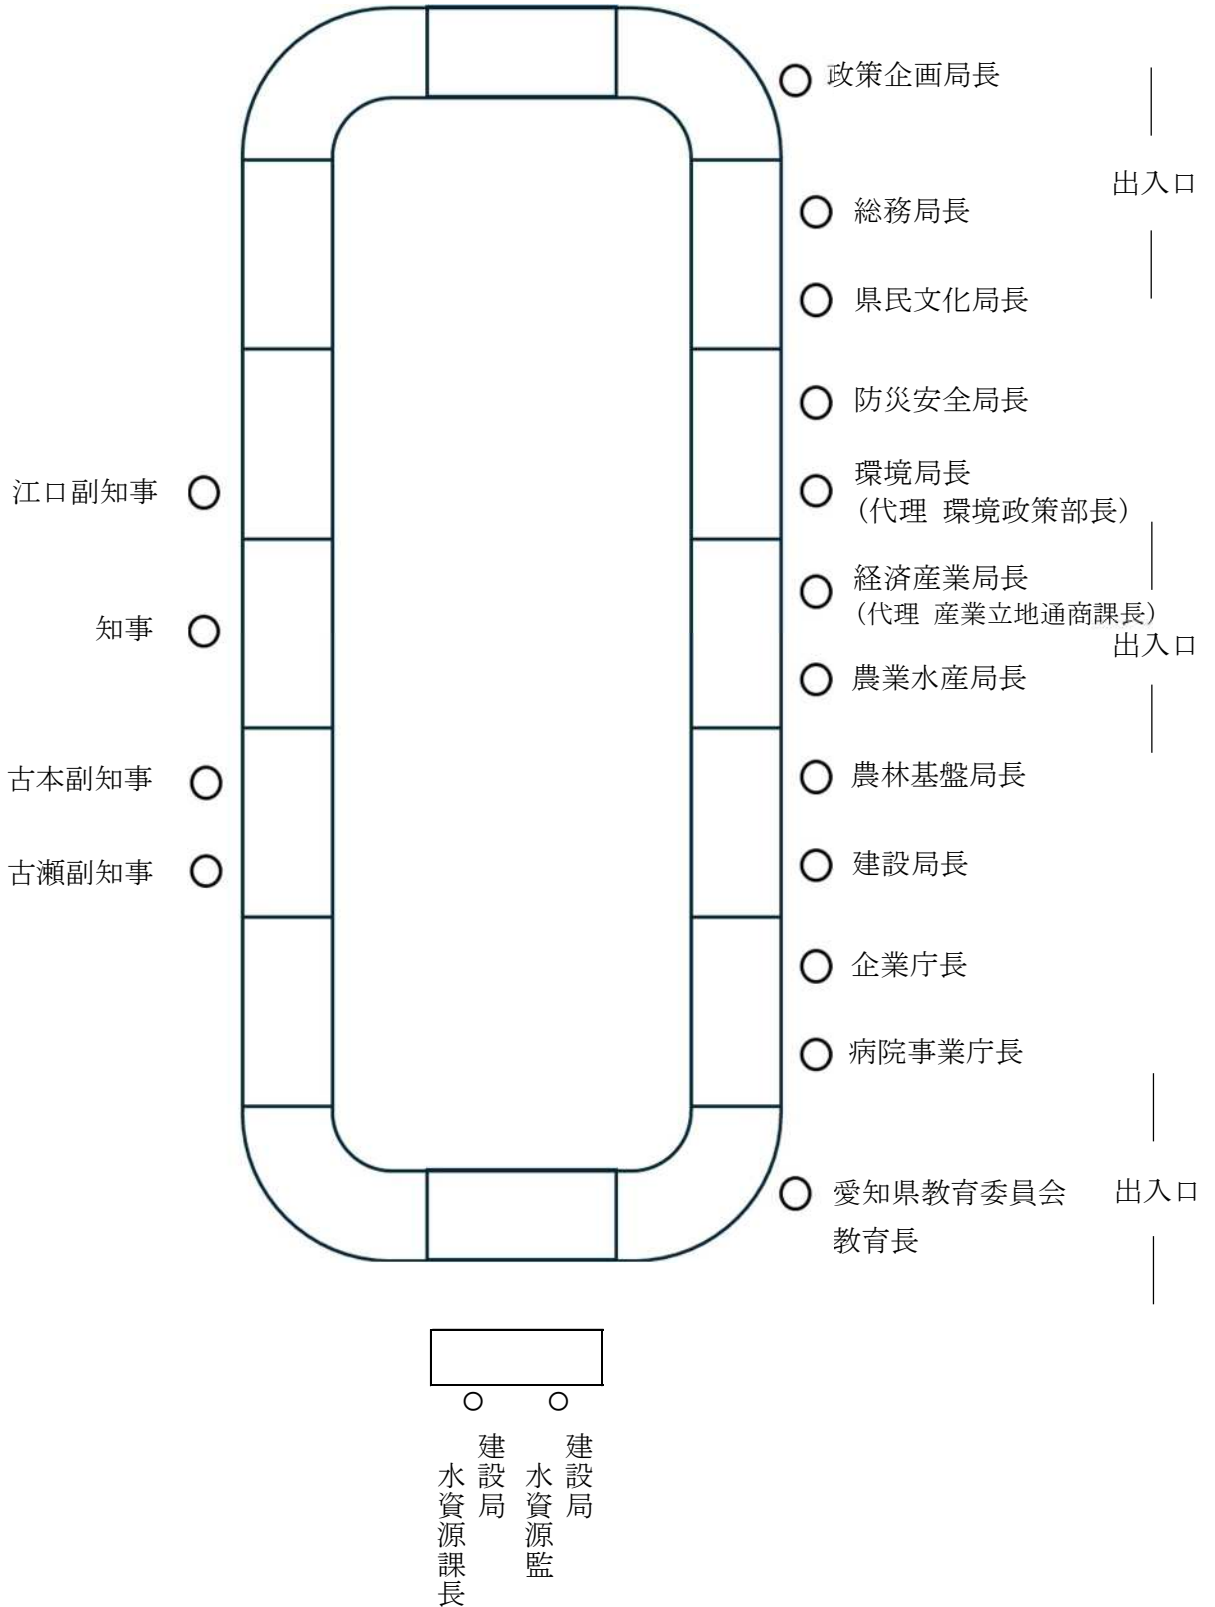 政策企画局長
出入口
総務局長
県民文化局長
防災安全局長
環境局長
(代理 環境政策部長)
江口副知事
経済産業局長
(代理 産業立地通商課長)
知事
出入口
農業水産局長
古本副知事
農林基盤局長
古瀬副知事
建設局長
企業庁長
病院事業庁長
愛知県教育委員会
教育長
出入口
建設局
水資源監
建設局
水資源課長